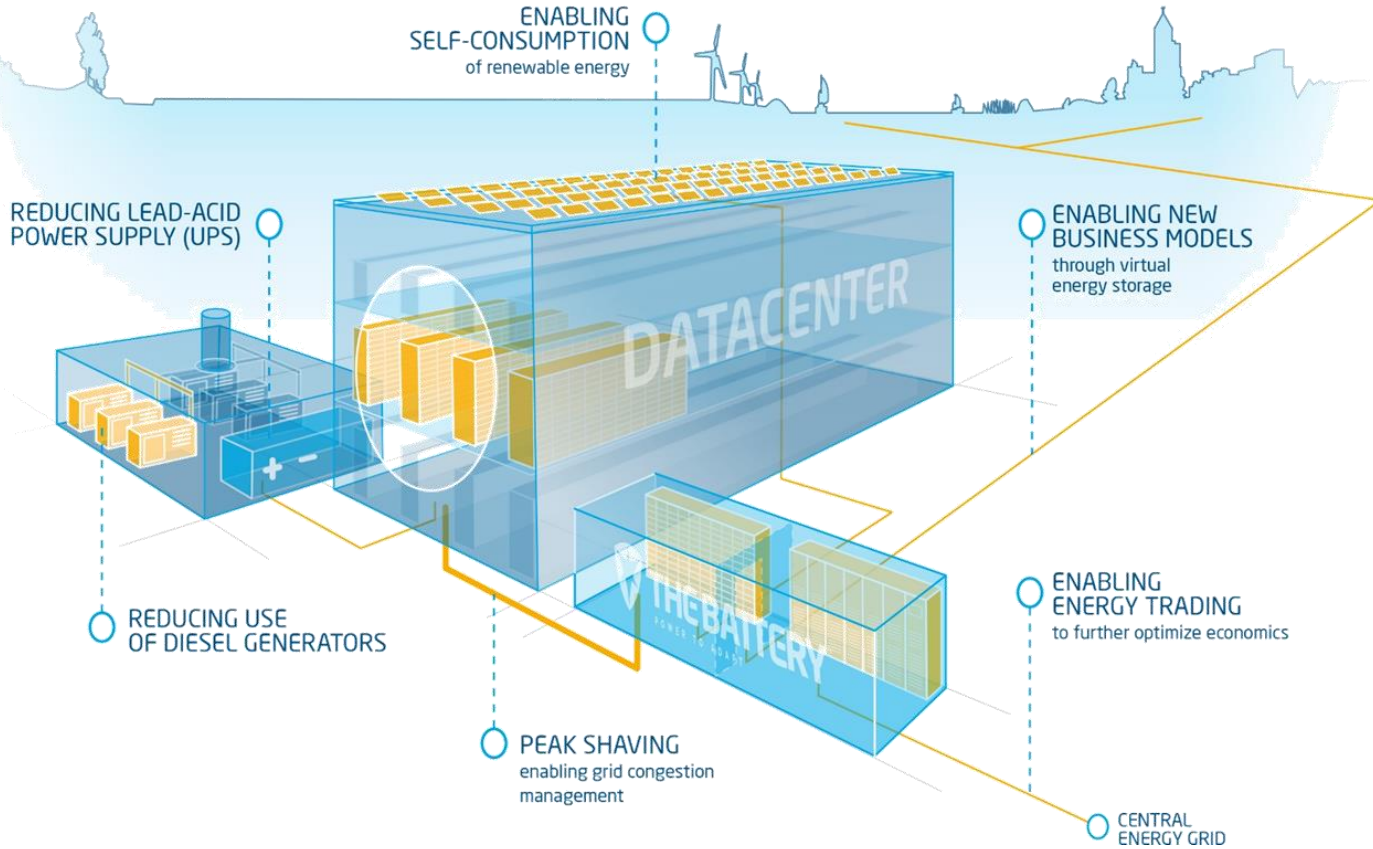 ENABLING
SELF-CONSUMPTION
of renewable energy
REDUCING LEAD-ACID
POWER SUPPLY (UPS)
ENABLING NEW
BUSINESS MODELS
through virtual
energy storage
DATACENTER
+ -
THE BATTERY
REDUCING USE
OF DIESEL GENERATORS
ENABLING
ENERGY TRADING
to further optimize economics
PEAK SHAVING
enabling grid congestion
management
CENTRAL
ENERGY GRID